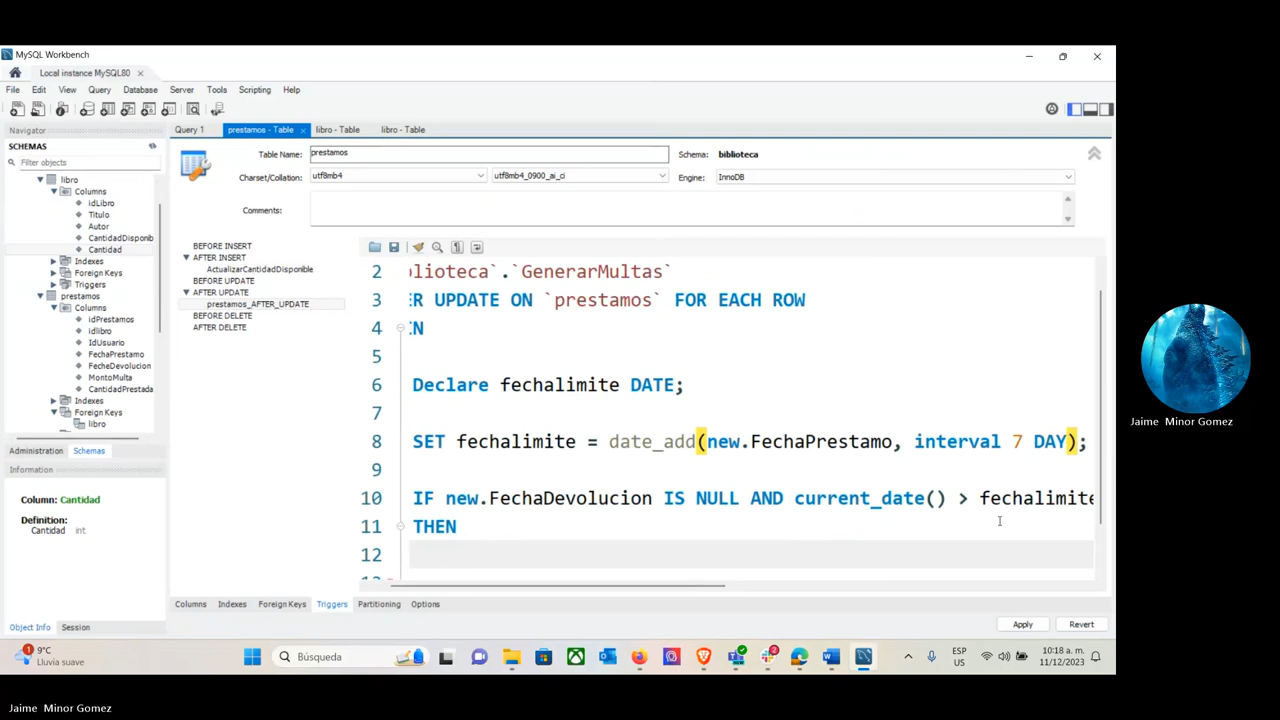 MySQL Workbench
Local instance MySQL80
File Edit View Query Database Server Tools Scripting Help
Navigator
SCHEMAS
Filter objects
libro
Columns
idLibro
Titulo
Autor
CantidadDisponib
Cantidad
Indexes
Foreign Keys
Triggers
prestamos
Columns
idPrestamos
idlibro
IdUsuario
FechaPrestamo
FecheDevolucion
MontoMulta
CantidadPrestada
Indexes
Foreign Keys
libro
Administration Schemas
Information
Column: Cantidad
Definition:
Cantidad int
Object Info Session
Query 1 prestamos - Table libro - Table libro - Table
Table Name: prestamos Schema: biblioteca
Charset/Collation: utf8mb4 utf8mb4_0900_ai_ci Engine: InnoDB
Comments:
BEFORE INSERT
AFTER INSERT
ActualizarCantidadDisponible
BEFORE UPDATE
AFTER UPDATE
prestamos_AFTER_UPDATE
BEFORE DELETE
AFTER DELETE
2 lioteca`.`GenerarMultas`
3 R UPDATE ON `prestamos` FOR EACH ROW
4 N
5
6 Declare fechalimite DATE;
7
8 SET fechalimite = date_add(new.FechaPrestamo, interval 7 DAY);
9
10 IF new.FechaDevolucion IS NULL AND current_date() > fechalimite
11 THEN
12
Columns Indexes Foreign Keys Triggers Partitioning Options
Apply Revert
1 9°C
Lluvia suave
Búsqueda
ESP
US
10:18 a. m.
11/12/2023
Jaime Minor Gomez
Jaime Minor Gomez